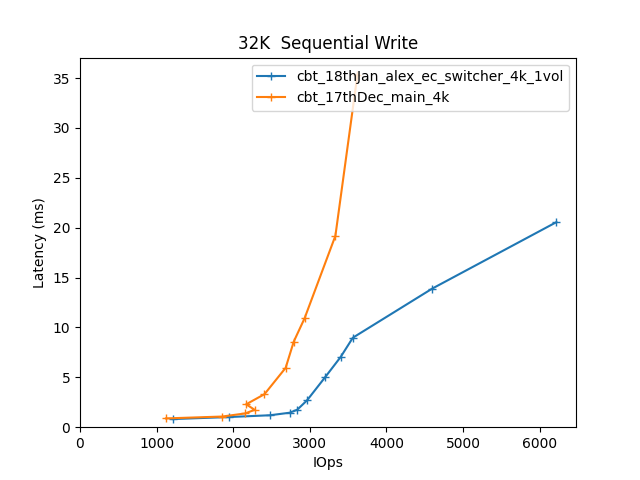 32K  Sequential Write
cbt_18thJan_alex_ec_switcher_4k_1vol
cbt_17thDec_main_4k
Latency (ms)
35
30
25
20
15
10
5
0
0 1000 2000 3000 4000 5000 6000
IOps